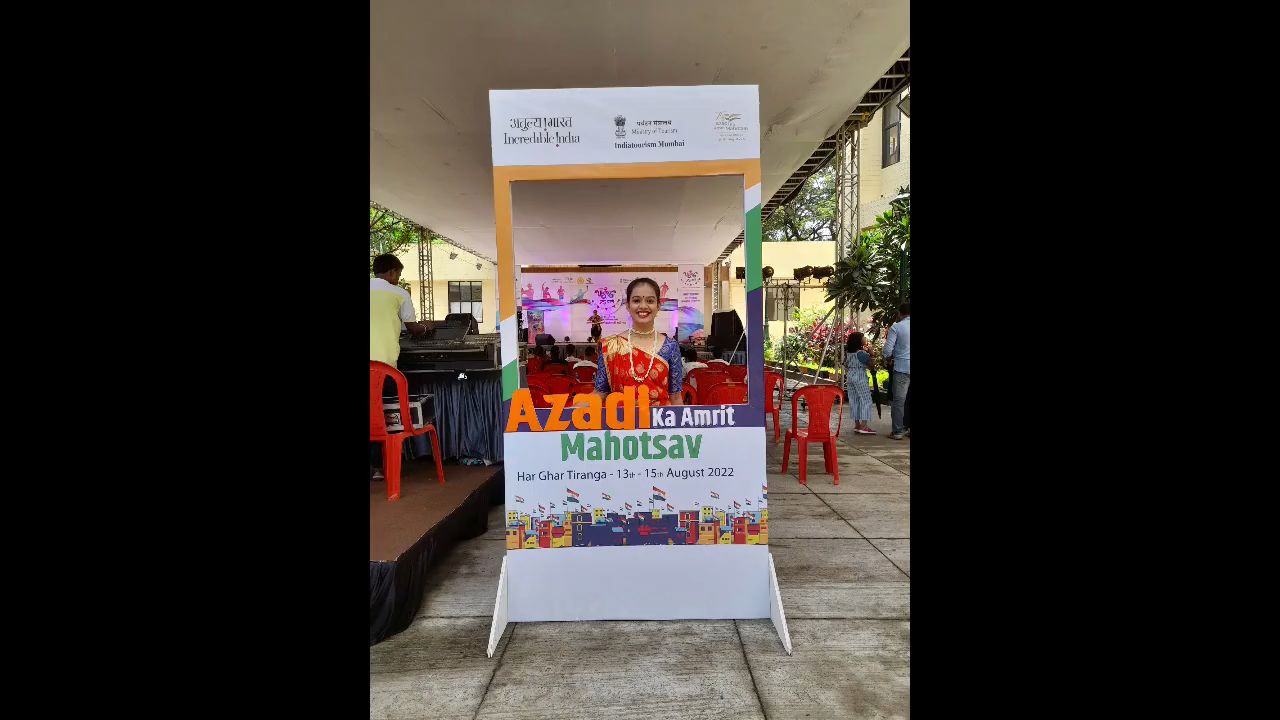 अतुल्य!भारत
Incredible!India
पर्यटन मंत्रालय
Ministry of Tourism
Indiatourism Mumbai
Azadi Ka Amrit
Mahotsav
Har Ghar Tiranga - 13th - 15th August 2022